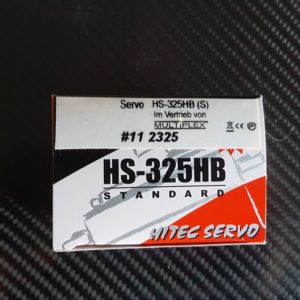 Servo HS-325HB (S)
Im Vertrieb von
MULTIPLEX
#11 2325
HS-325HB
STANDARD
HITEC SERVO